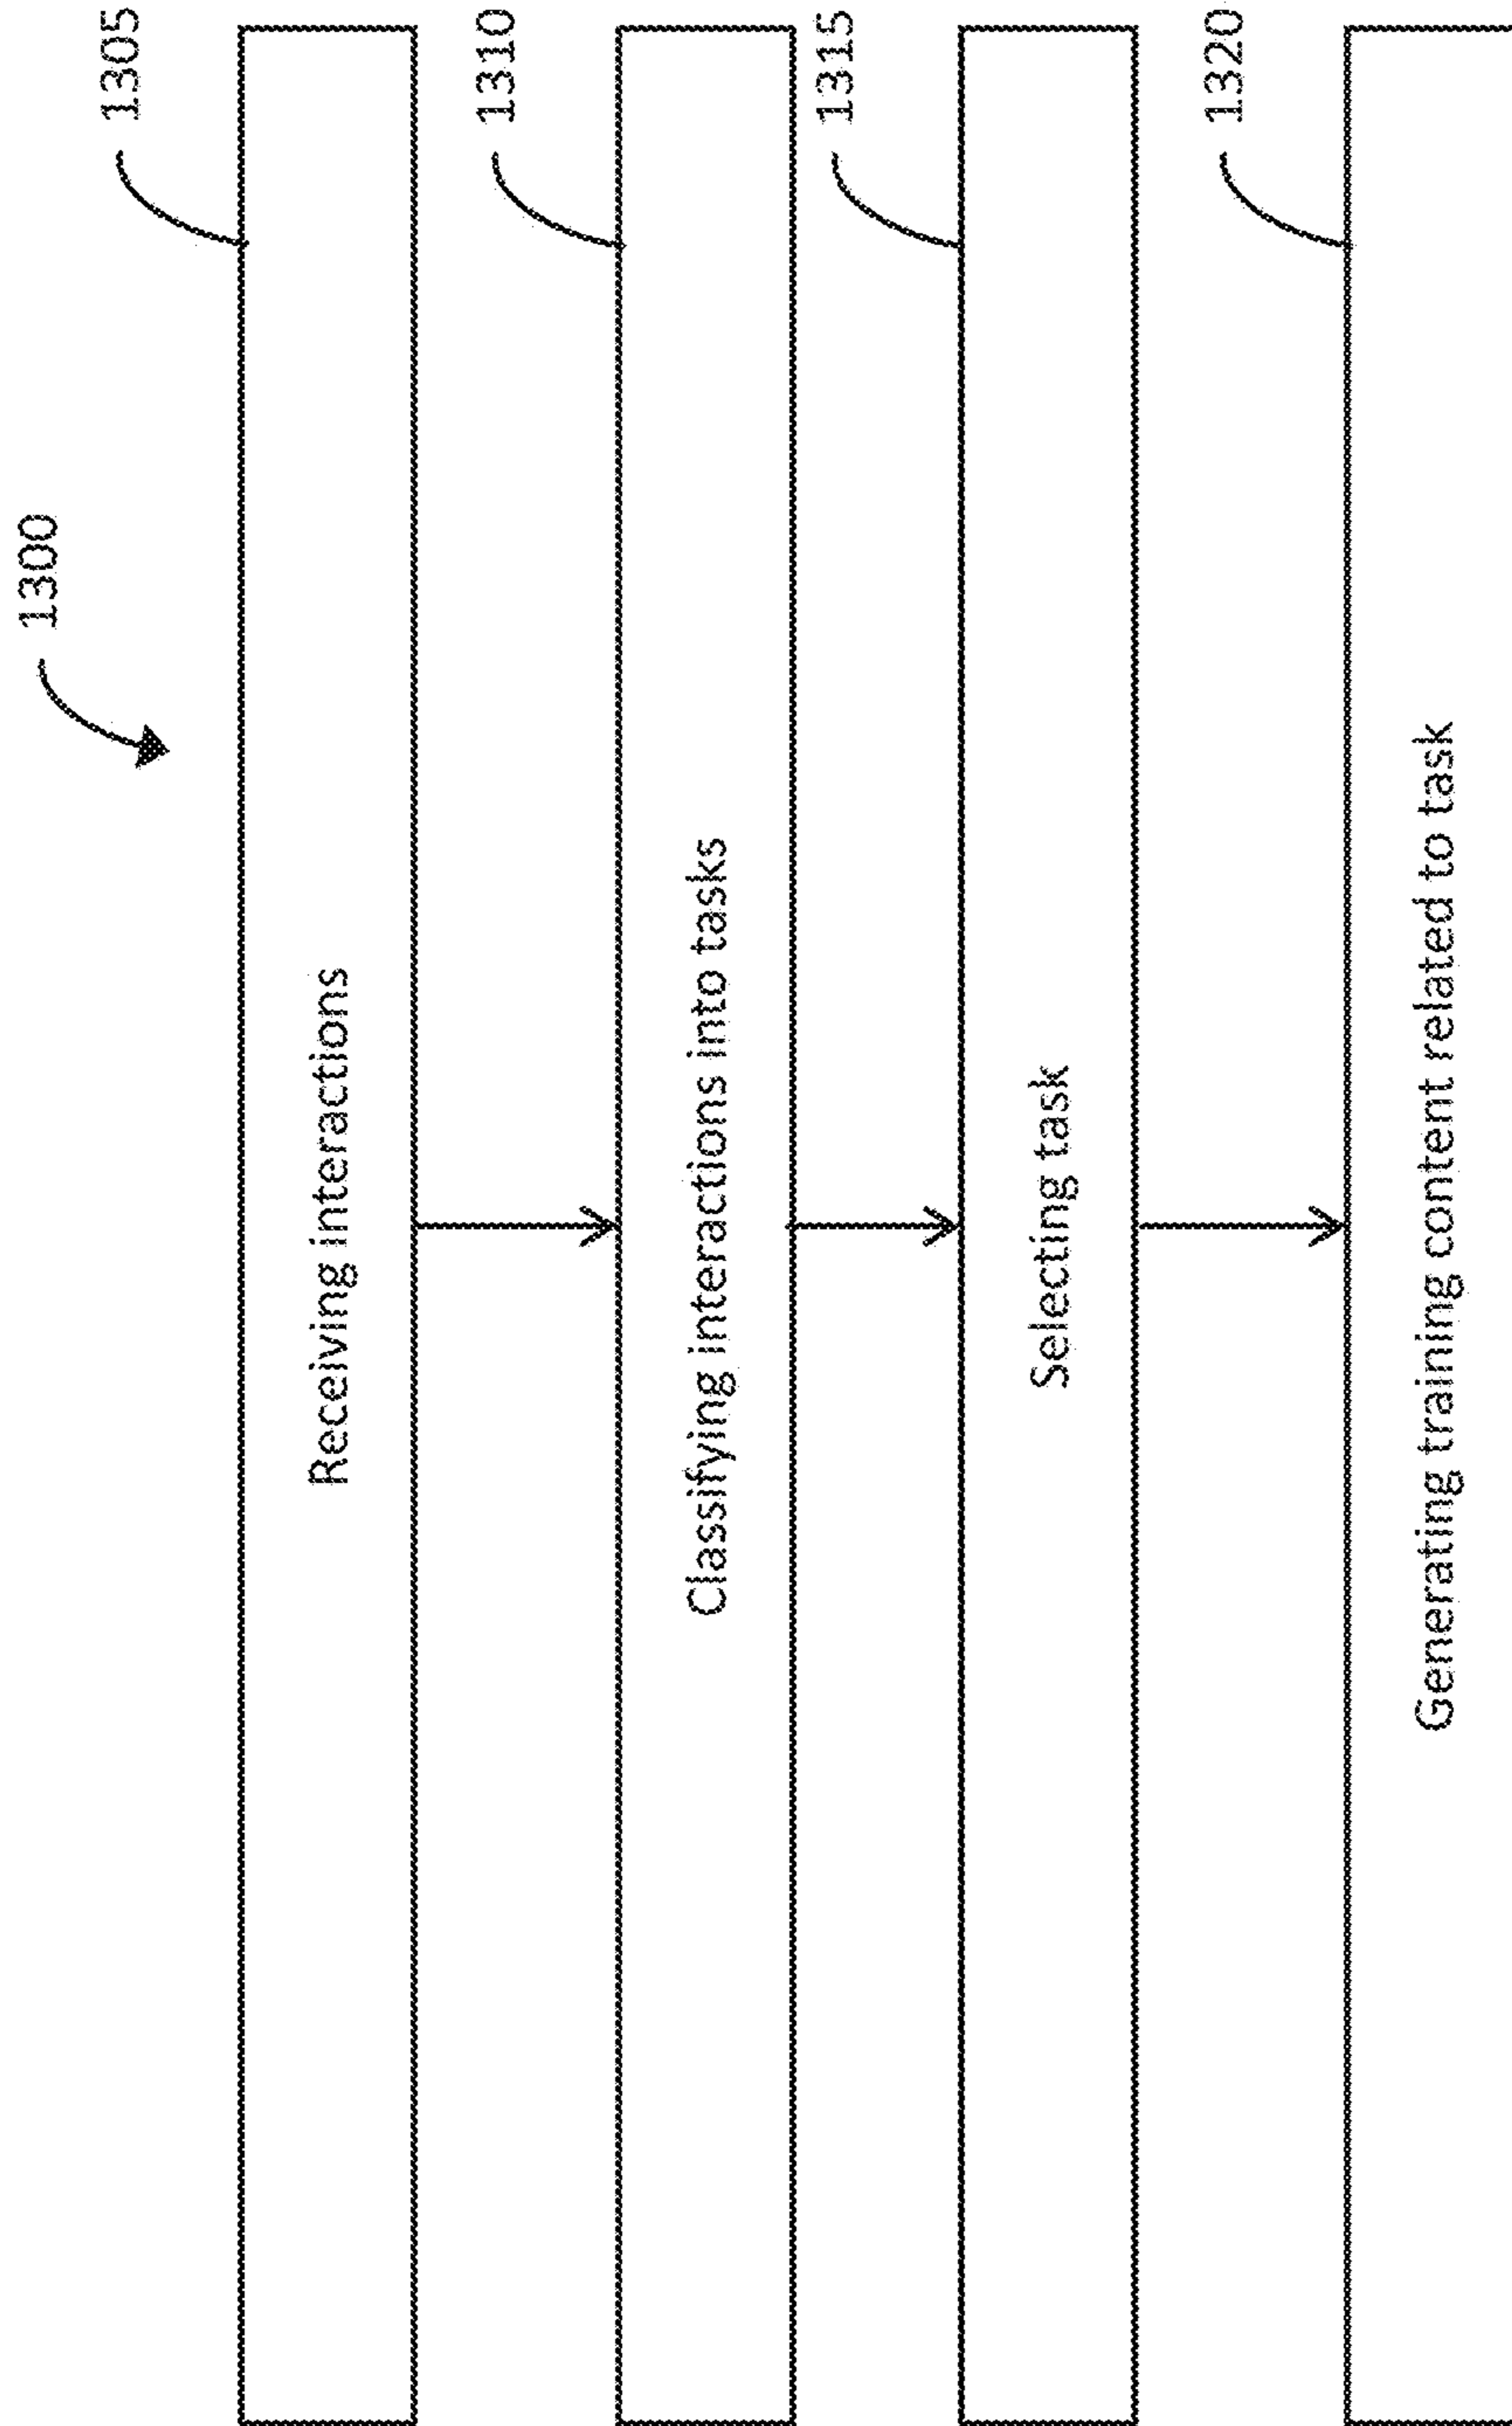 1300
1305
Receiving interactions
1310
Classifying interactions into tasks
1315
Selecting task
1320
Generating training content related to task